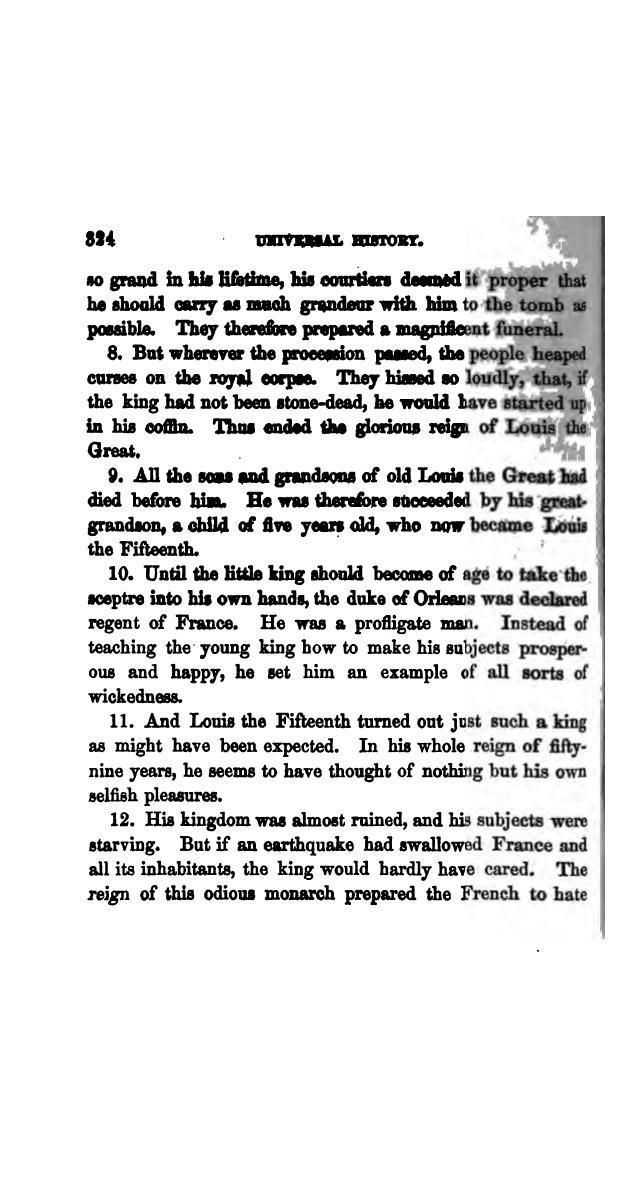 324 UNIVERSAL HISTORY.
so grand in his lifetime, his courtiers deemed it proper that
he should carry as much grandeur with him to the tomb as
possible. They therefore prepared a magnificent funeral.
8. But wherever the procession passed, the people heaped
curses on the royal corpse. They hissed so loudly, that, if
the king had not been stone-dead, he would have started up
in his coffin. Thus ended the glorious reign of Louis the
Great.
9. All the sons and grandsons of old Louis the Great had
died before him. He was therefore succeeded by his great-
grandson, a child of five years old, who now became Louis
the Fifteenth.
10. Until the little king should become of age to take the
sceptre into his own hands, the duke of Orleans was declared
regent of France. He was a profligate man. Instead of
teaching the young king how to make his subjects prosper-
ous and happy, he set him an example of all sorts of
wickedness.
11. And Louis the Fifteenth turned out just such a king
as might have been expected. In his whole reign of fifty-
nine years, he seems to have thought of nothing but his own
selfish pleasures.
12. His kingdom was almost ruined, and his subjects were
starving. But if an earthquake had swallowed France and
all its inhabitants, the king would hardly have cared. The
reign of this odious monarch prepared the French to hate